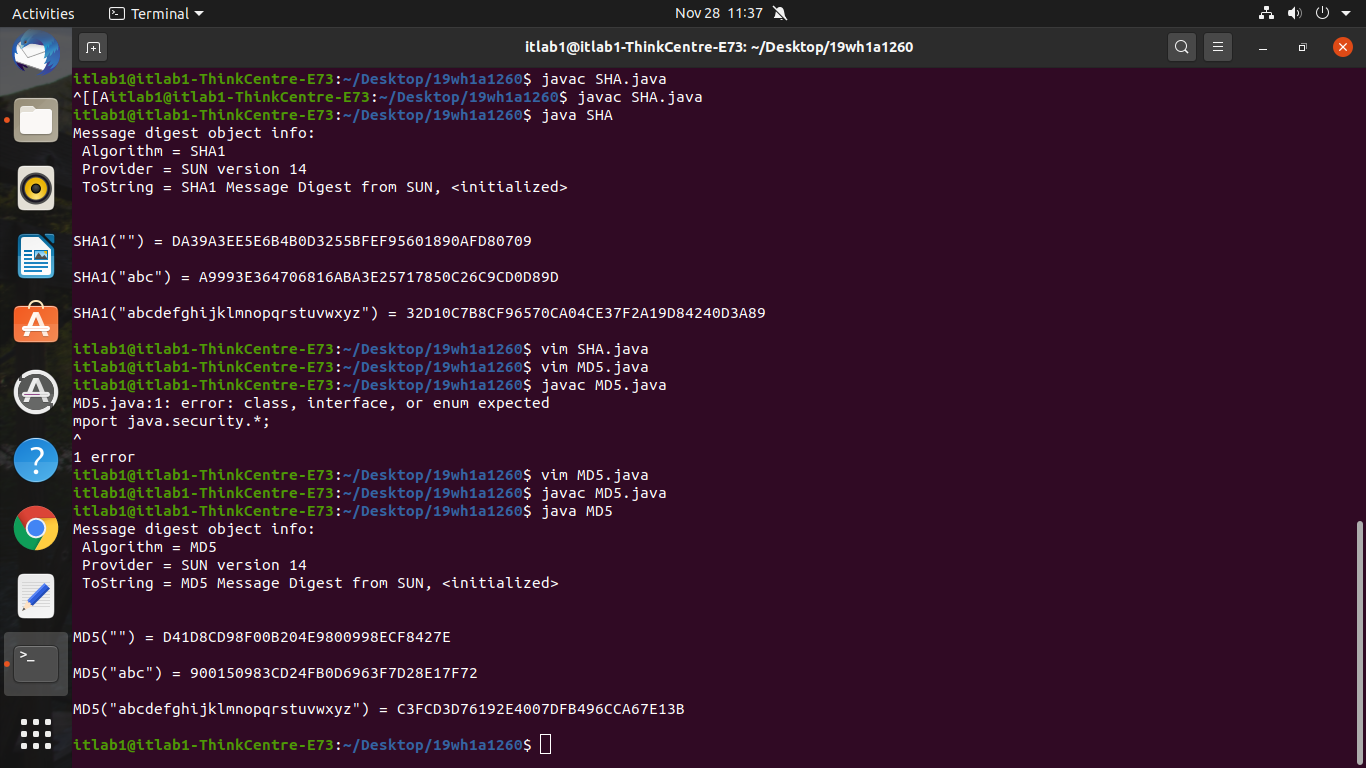 Activities
Terminal
Nov 28 11:37
itlab1@itlab1-ThinkCentre-E73: ~/Desktop/19wh1a1260
itlab1@itlab1-ThinkCentre-E73:~/Desktop/19wh1a1260$ javac SHA.java
^[[Aitlab1@itlab1-ThinkCentre-E73:~/Desktop/19wh1a1260$ javac SHA.java
itlab1@itlab1-ThinkCentre-E73:~/Desktop/19wh1a1260$ java SHA
Message digest object info:
 Algorithm = SHA1
 Provider = SUN version 14
 ToString = SHA1 Message Digest from SUN, <initialized>
SHA1("") = DA39A3EE5E6B4B0D3255BFEF95601890AFD80709
SHA1("abc") = A9993E364706816ABA3E25717850C26C9CD0D89D
SHA1("abcdefghijklmnopqrstuvwxyz") = 32D10C7B8CF96570CA04CE37F2A19D84240D3A89
itlab1@itlab1-ThinkCentre-E73:~/Desktop/19wh1a1260$ vim SHA.java
itlab1@itlab1-ThinkCentre-E73:~/Desktop/19wh1a1260$ vim MD5.java
itlab1@itlab1-ThinkCentre-E73:~/Desktop/19wh1a1260$ javac MD5.java
MD5.java:1: error: class, interface, or enum expected
mport java.security.*;
^
1 error
itlab1@itlab1-ThinkCentre-E73:~/Desktop/19wh1a1260$ vim MD5.java
itlab1@itlab1-ThinkCentre-E73:~/Desktop/19wh1a1260$ javac MD5.java
itlab1@itlab1-ThinkCentre-E73:~/Desktop/19wh1a1260$ java MD5
Message digest object info:
 Algorithm = MD5
 Provider = SUN version 14
 ToString = MD5 Message Digest from SUN, <initialized>
MD5("") = D41D8CD98F00B204E9800998ECF8427E
MD5("abc") = 900150983CD24FB0D6963F7D28E17F72
MD5("abcdefghijklmnopqrstuvwxyz") = C3FCD3D76192E4007DFB496CCA67E13B
itlab1@itlab1-ThinkCentre-E73:~/Desktop/19wh1a1260$